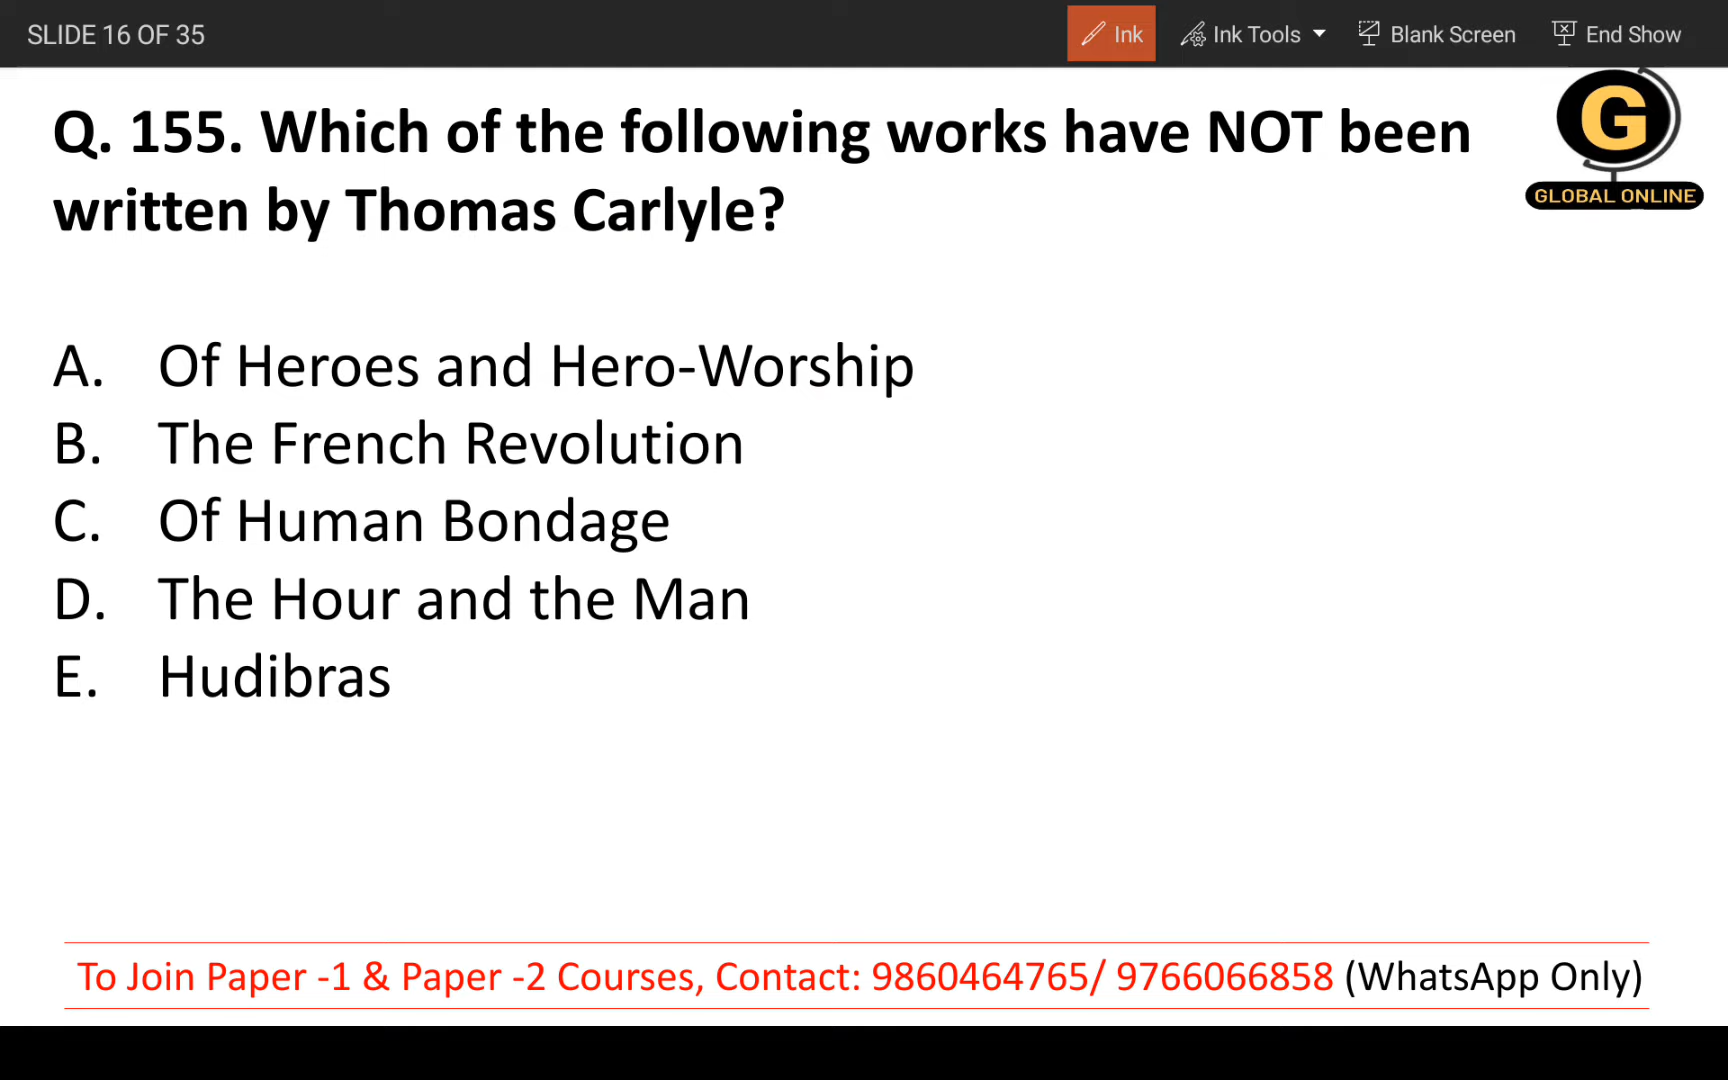 SLIDE 16 OF 35
Ink
Ink Tools
Blank Screen
End Show
G
GLOBAL ONLINE
Q. 155. Which of the following works have NOT been
written by Thomas Carlyle?
A. Of Heroes and Hero-Worship
B. The French Revolution
C. Of Human Bondage
D. The Hour and the Man
E. Hudibras
To Join Paper -1 & Paper -2 Courses, Contact: 9860464765/ 9766066858 (WhatsApp Only)